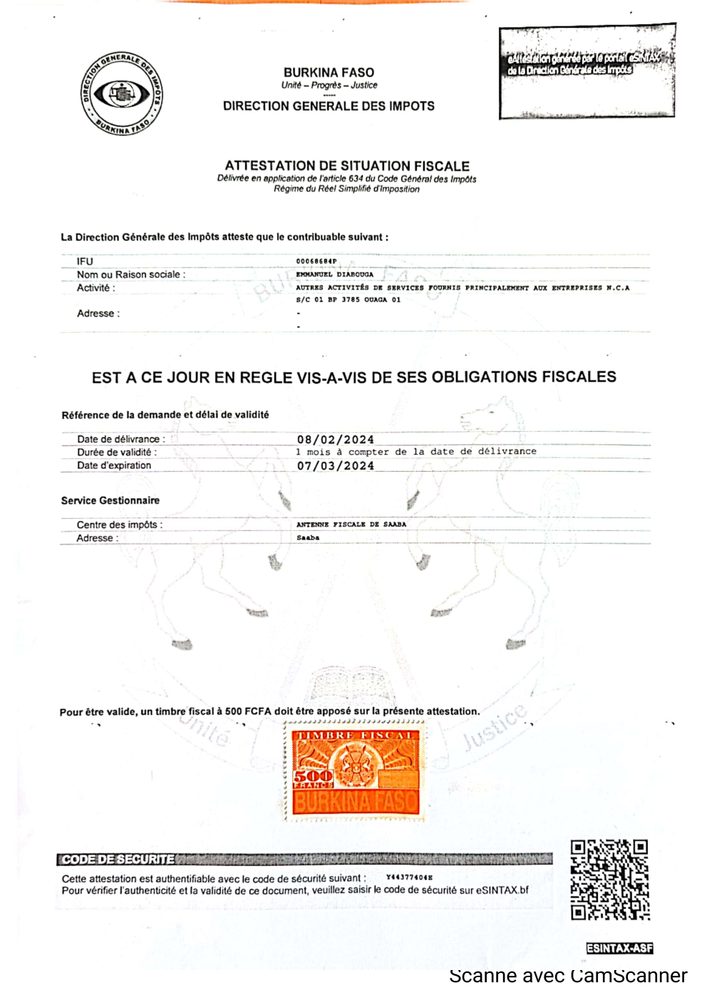 DIRECTION GENERALE DES IMPÔTS
BURKINA FASO
BURKINA FASO
Unité – Progrès – Justice
-----
DIRECTION GENERALE DES IMPOTS
eAttestation générée par le portail eSINTAX
de la Direction Générale des Impôts
ATTESTATION DE SITUATION FISCALE
Délivrée en application de l'article 634 du Code Général des Impôts
Régime du Réel Simplifié d'Imposition
La Direction Générale des Impôts atteste que le contribuable suivant :
IFU 00068684P
Nom ou Raison sociale : EMMANUEL DIABOUGA
Activité : AUTRES ACTIVITÉS DE SERVICES FOURNIS PRINCIPALEMENT AUX ENTREPRISES N.C.A
S/C 01 BP 3785 OUAGA 01
Adresse : -
-
BURKINA FASO
EST A CE JOUR EN REGLE VIS-A-VIS DE SES OBLIGATIONS FISCALES
Référence de la demande et délai de validité
Date de délivrance : 08/02/2024
Durée de validité : 1 mois à compter de la date de délivrance
Date d'expiration 07/03/2024
Service Gestionnaire
Centre des impôts : ANTENNE FISCALE DE SAABA
Adresse : Saaba
Pour être valide, un timbre fiscal à 500 FCFA doit être apposé sur la présente attestation.
Unité
Justice
TIMBRE FISCAL
500
FRANCS
BURKINA FASO
CODE DE SECURITE
Cette attestation est authentifiable avec le code de sécurité suivant : Y44377404E
Pour vérifier l'authenticité et la validité de ce document, veuillez saisir le code de sécurité sur eSINTAX.bf
ESINTAX-ASF
Scanné avec CamScanner